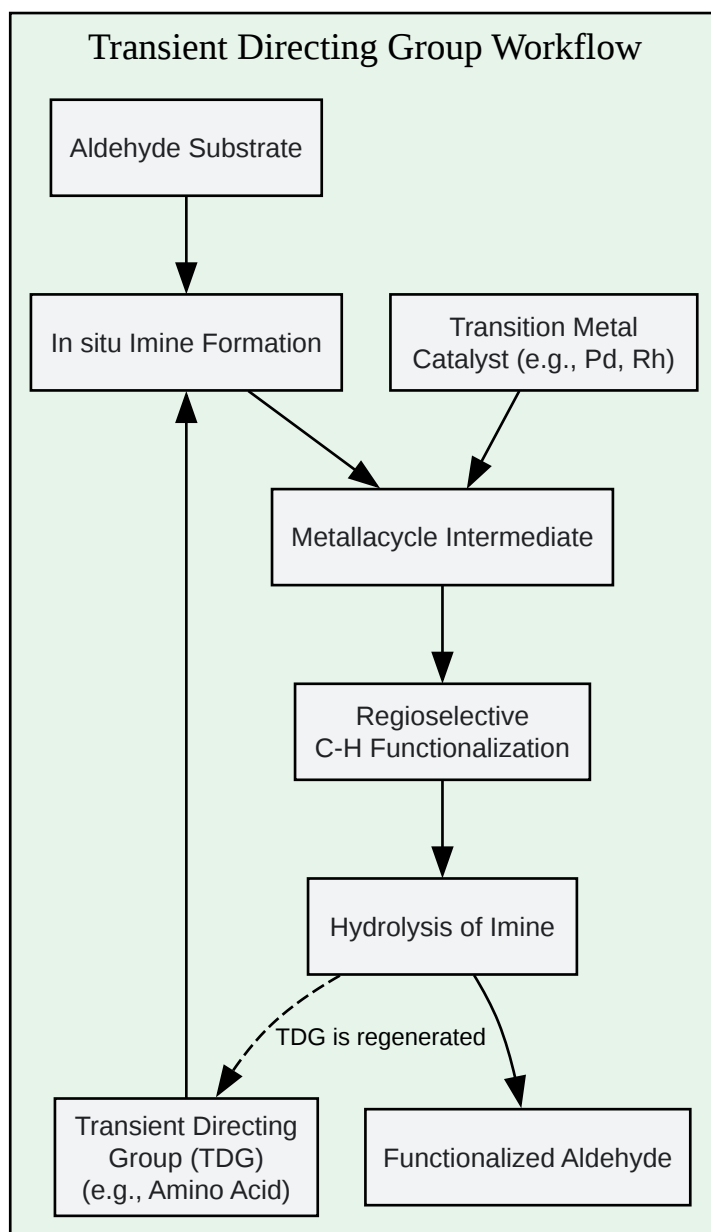 Transient Directing Group Workflow
Aldehyde Substrate
In situ Imine Formation
Transition Metal
Catalyst (e.g., Pd, Rh)
Metallacycle Intermediate
Regioselective
C-H Functionalization
Hydrolysis of Imine
TDG is regenerated
Transient Directing
Group (TDG)
(e.g., Amino Acid)
Functionalized Aldehyde